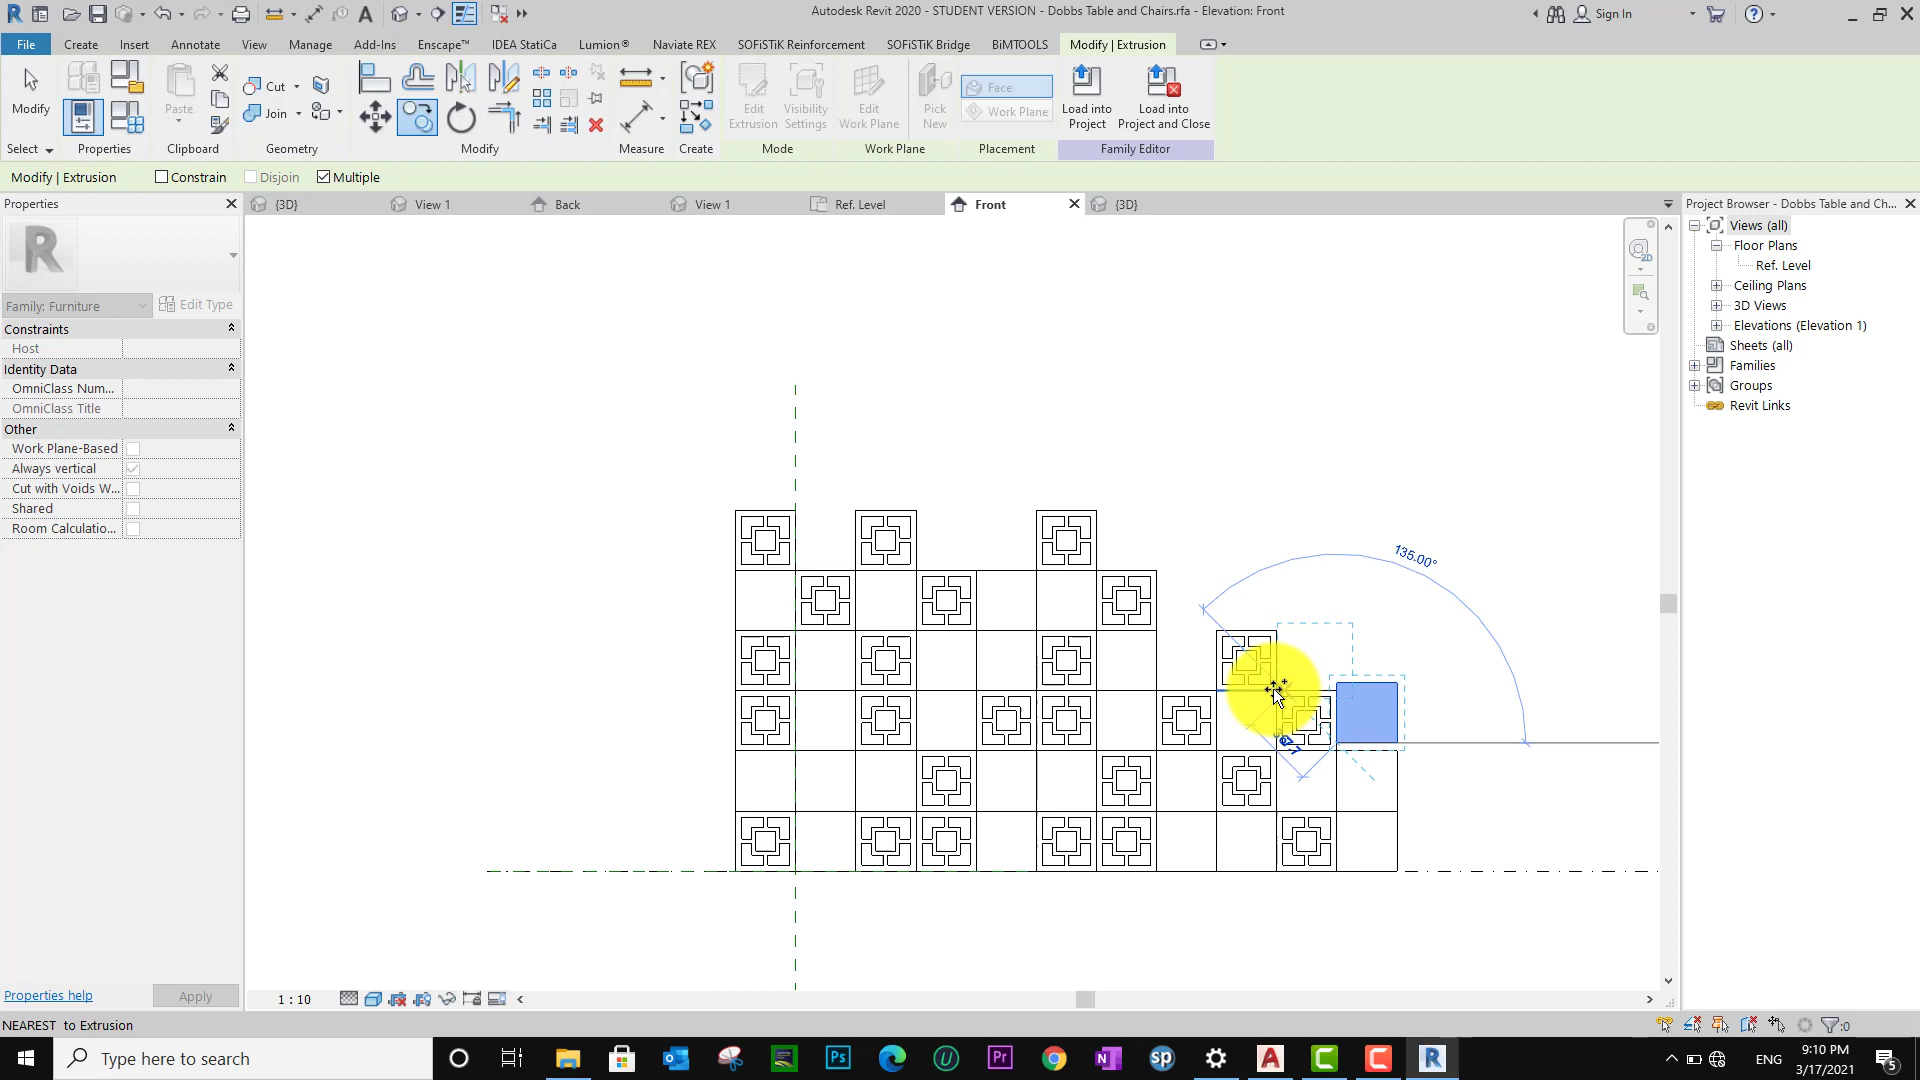 Autodesk Revit 2020 - STUDENT VERSION - Dobbs Table and Chairs.rfa - Elevation: Front
Sign In
File Create Insert Annotate View Manage Add-Ins Enscape™ IDEA StatiCa Lumion® Naviate REX SOFiSTiK Reinforcement SOFiSTiK Bridge BiMTOOLS Modify | Extrusion
Modify
Paste
Cut
Join
Edit Extrusion
Visibility Settings
Edit Work Plane
Pick New
Face
Work Plane
Load into Project
Load into Project and Close
Select Properties Clipboard Geometry Modify Measure Create Mode Work Plane Placement Family Editor
Modify | Extrusion Constrain Disjoin Multiple
Properties
{3D} View 1 Back View 1 Ref. Level Front {3D}
Project Browser - Dobbs Table and Ch...
R
Family: Furniture Edit Type
Constraints
Host
Identity Data
OmniClass Num...
OmniClass Title
Other
Work Plane-Based
Always vertical
Cut with Voids W...
Shared
Room Calculatio...
Properties help Apply
2D
135.00°
Views (all)
Floor Plans
Ref. Level
Ceiling Plans
3D Views
Elevations (Elevation 1)
Sheets (all)
Families
Groups
Revit Links
1 : 10
NEAREST to Extrusion
:0
Type here to search
Ps
Pr
N
sp
A
C
C
R
ENG
9:10 PM
3/17/2021
5